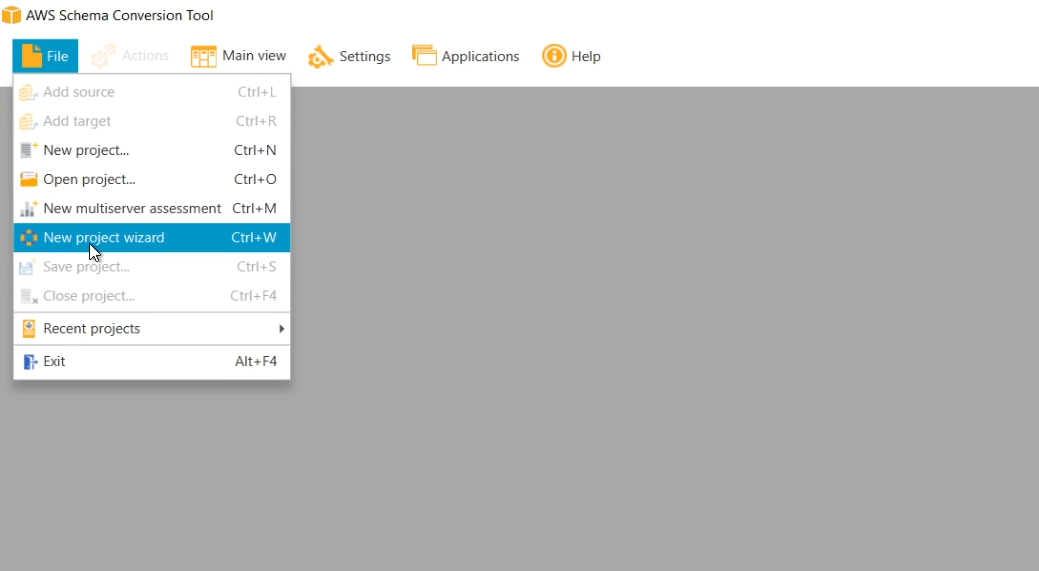 AWS Schema Conversion Tool
File Actions Main view Settings Applications Help
Add source Ctrl+L
Add target Ctrl+R
New project... Ctrl+N
Open project... Ctrl+O
New multiserver assessment Ctrl+M
New project wizard Ctrl+W
Save project... Ctrl+S
Close project... Ctrl+F4
Recent projects
Exit Alt+F4